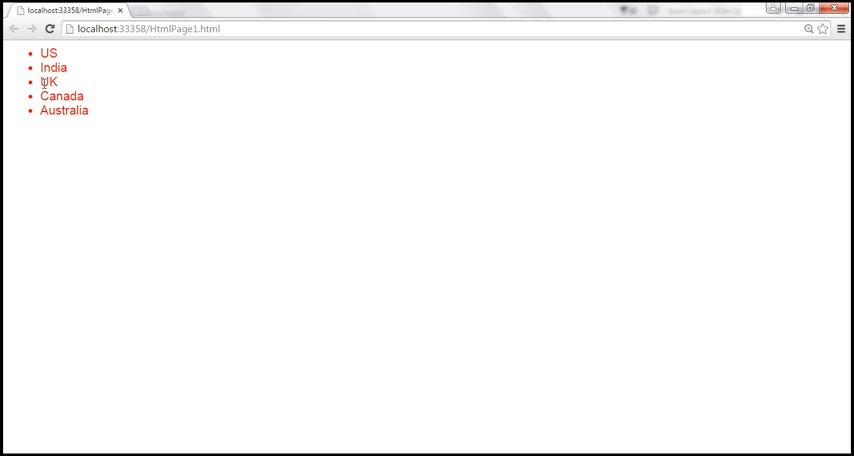 localhost:33358/HtmlPage
localhost:33358/HtmlPage1.html
US
India
UK
Canada
Australia